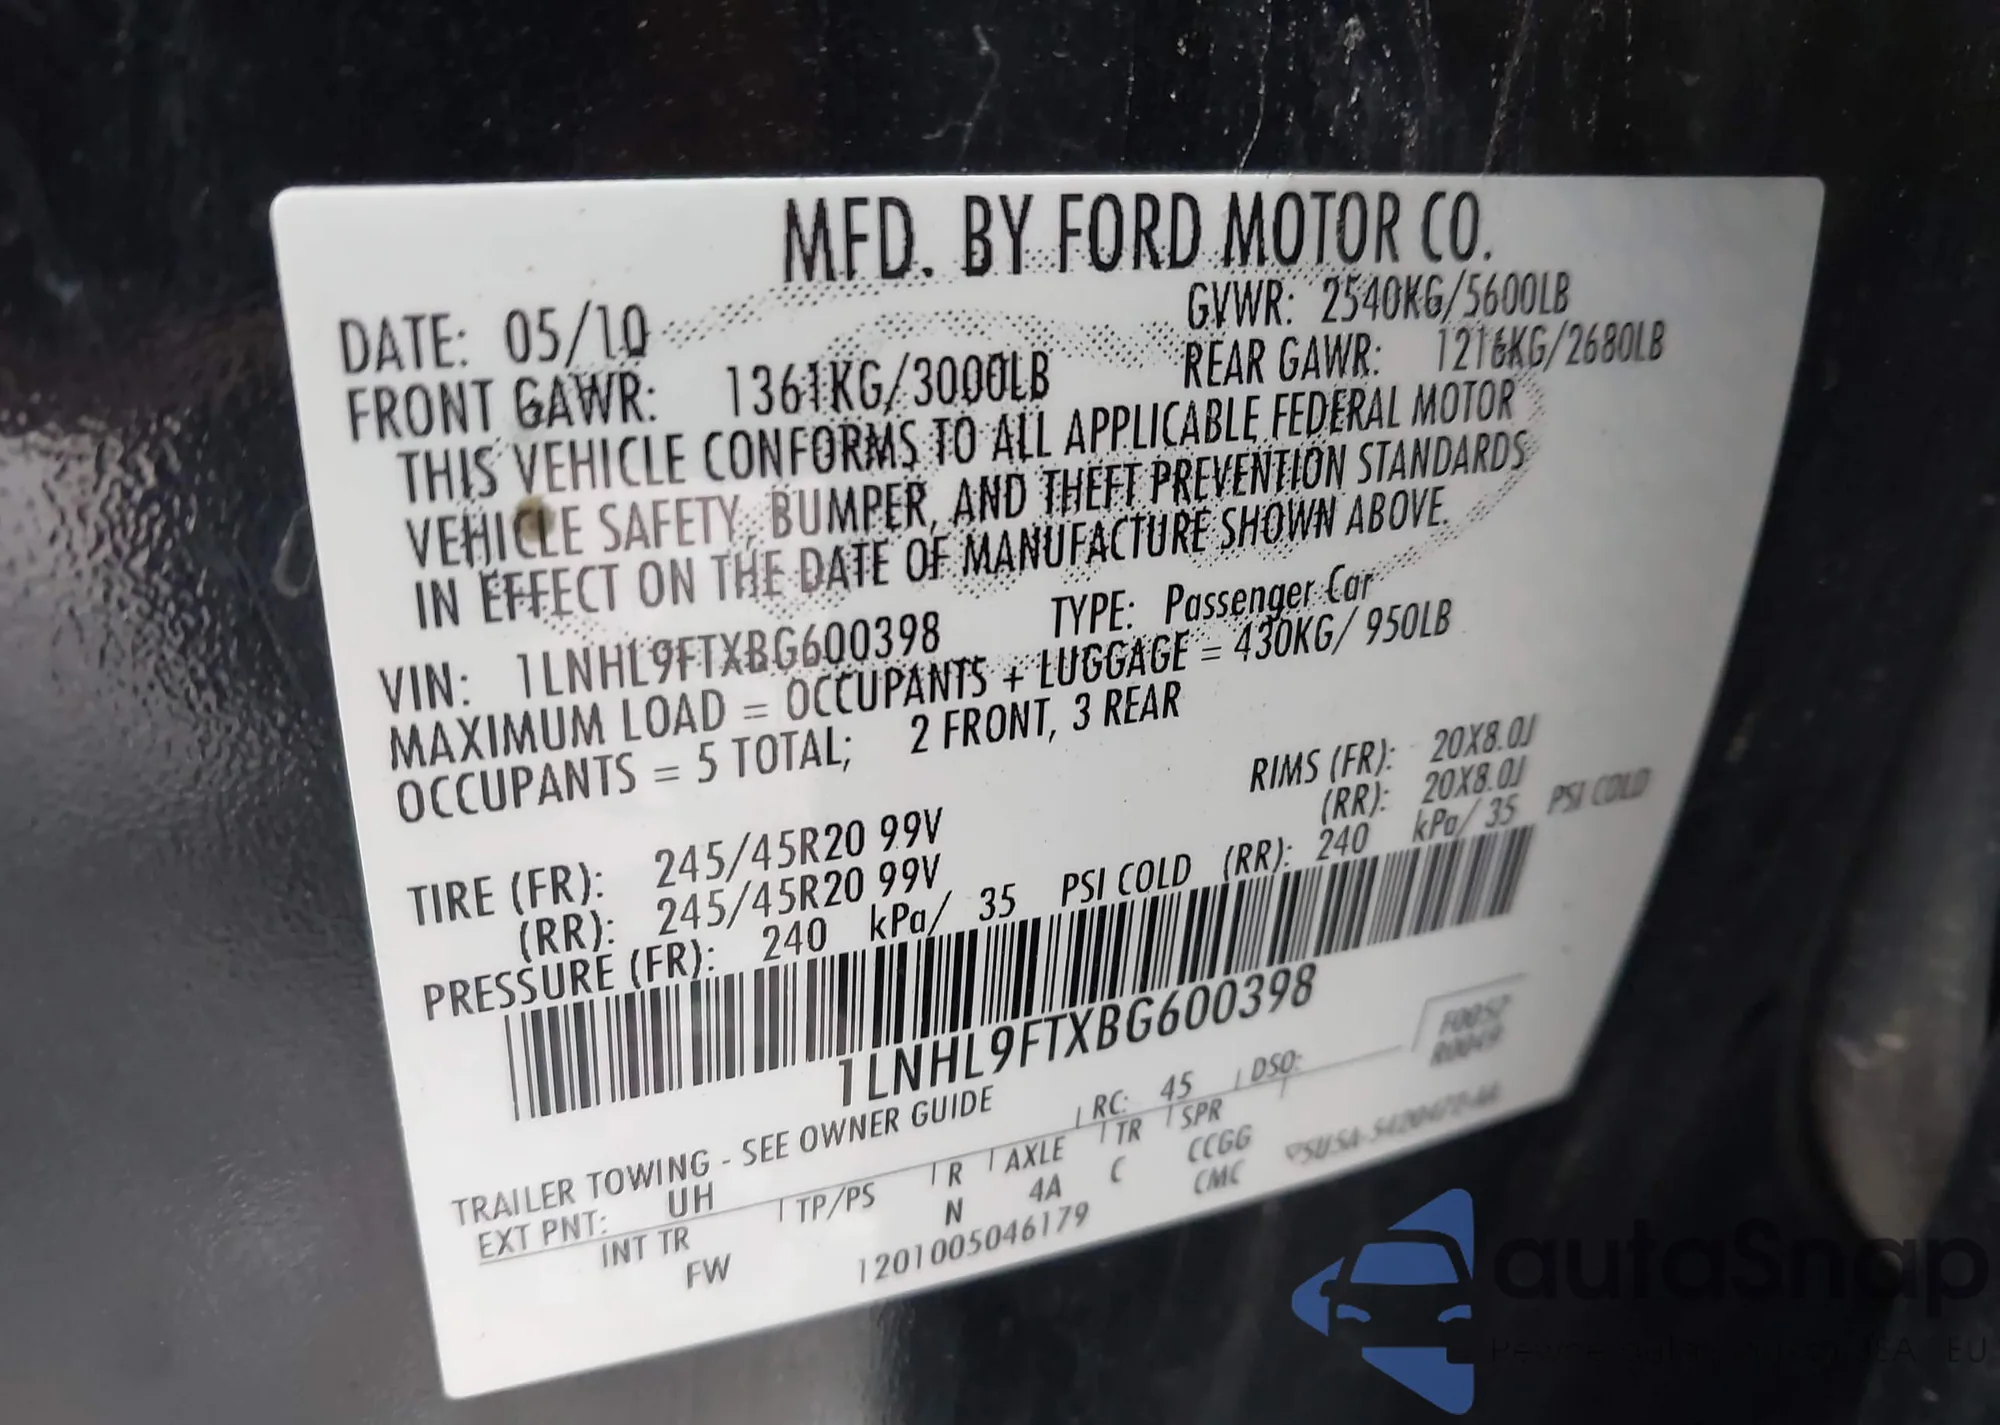 MFD. BY FORD MOTOR CO.
DATE: 05/10 GVWR: 2540KG/5600LB
FRONT GAWR: 1361KG/3000LB REAR GAWR: 1216KG/2680LB
THIS VEHICLE CONFORMS TO ALL APPLICABLE FEDERAL MOTOR
VEHICLE SAFETY, BUMPER, AND THEFT PREVENTION STANDARDS
IN EFFECT ON THE DATE OF MANUFACTURE SHOWN ABOVE.
VIN: 1LNHL9FTXBG600398 TYPE: Passenger Car
MAXIMUM LOAD = OCCUPANTS + LUGGAGE = 430KG/ 950LB
OCCUPANTS = 5 TOTAL; 2 FRONT, 3 REAR
TIRE (FR): 245/45R20 99V RIMS (FR): 20X8.0J
(RR): 245/45R20 99V (RR): 20X8.0J
PRESSURE (FR): 240 kPa/ 35 PSI COLD (RR): 240 kPa/ 35 PSI COLD
1LNHL9FTXBG600398
F0057
R0049
TRAILER TOWING - SEE OWNER GUIDE
EXT PNT: UH RC: 45 DSO:
INT TR TP/PS R AXLE TR SPR
FW N 4A C CCGG
1201005046179 CMC
autaSnap